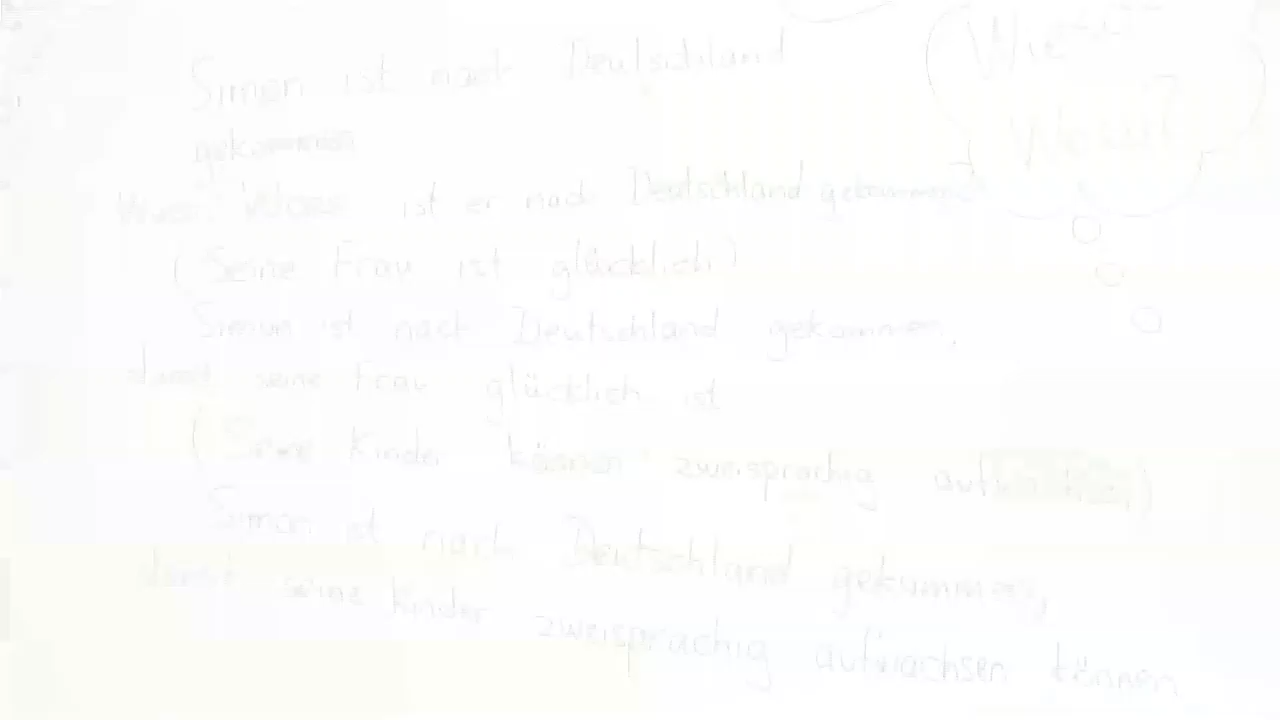 Simon ist nach Deutschland
gekommen
ist er nach Deutschland gekommen?
(Seine Frau ist glücklich)
Simon ist nach Deutschland gekommen,
damit seine Frau glücklich ist
(Seine Kinder können zweisprachig aufwachsen)
Simon ist nach Deutschland gekommen,
damit seine Kinder zweisprachig aufwachsen können
Wie